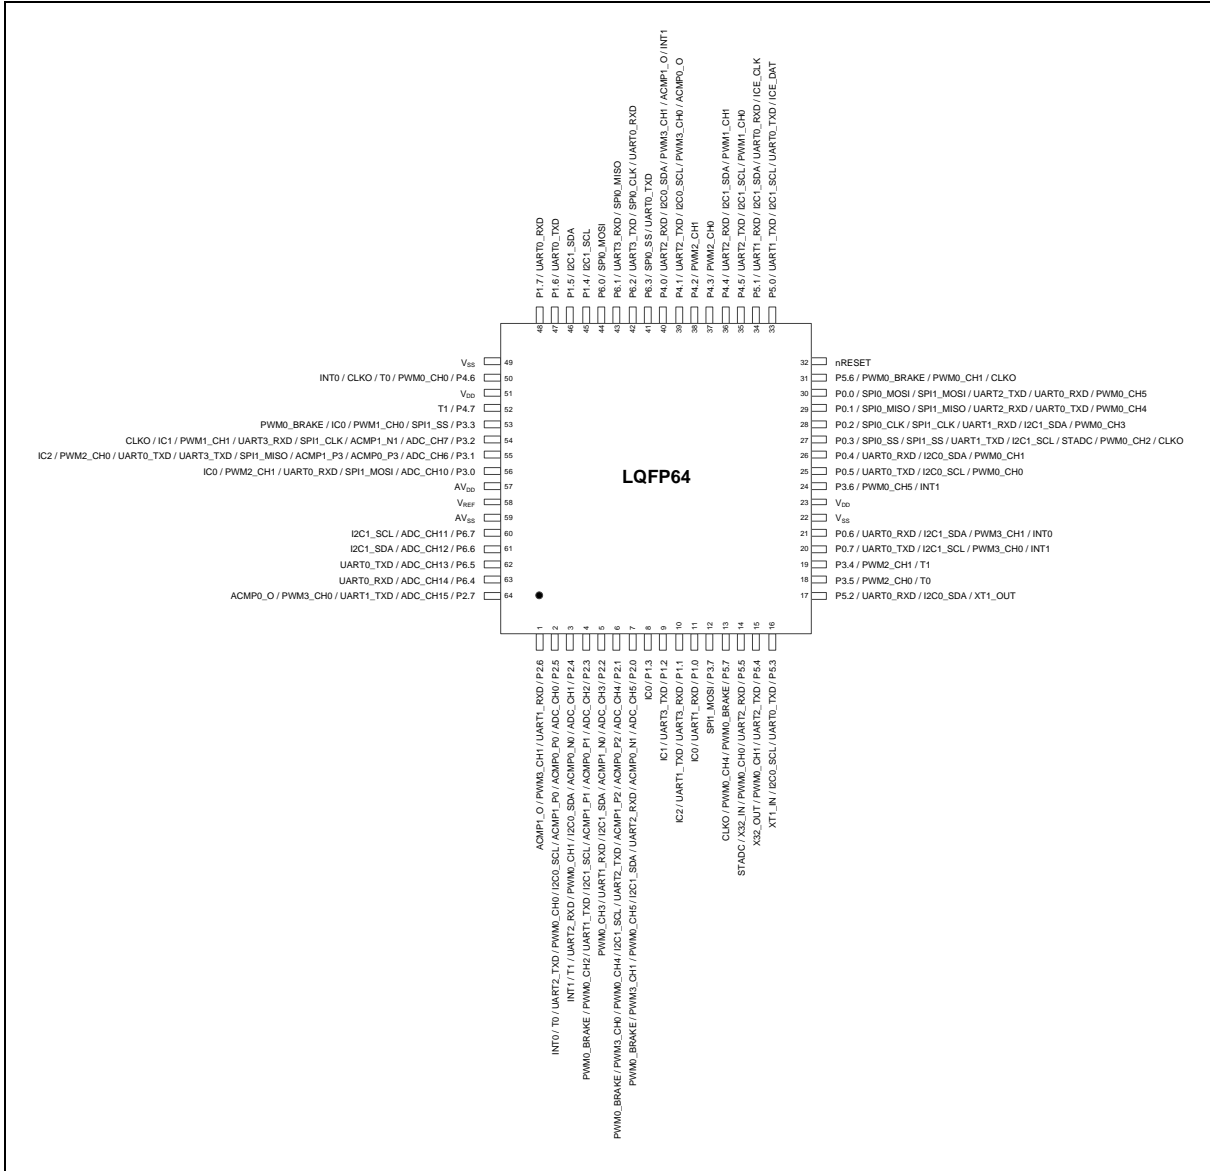 P1.7 / UART0_RXD
P1.6 / UART0_TXD
P1.5 / I2C1_SDA
P1.4 / I2C1_SCL
P6.0 / SPI0_MOSI
P6.1 / UART3_RXD / SPI0_MISO
P6.2 / UART3_TXD / SPI0_CLK / UART0_RXD
P6.3 / SPI0_SS / UART0_TXD
P4.0 / UART2_RXD / I2C0_SDA / PWM3_CH1 / ACMP1_O / INT1
P4.1 / UART2_TXD / I2C0_SCL / PWM3_CH0 / ACMP0_O
P4.2 / PWM2_CH1
P4.3 / PWM2_CH0
P4.4 / UART2_RXD / I2C1_SDA / PWM1_CH1
P4.5 / UART2_TXD / I2C1_SCL / PWM1_CH0
P5.1 / UART1_RXD / I2C1_SDA / UART0_RXD / ICE_CLK
P5.0 / UART1_TXD / I2C1_SCL / UART0_TXD / ICE_DAT
48 47 46 45 44 43 42 41 40 39 38 37 36 35 34 33
VSS 49
INT0 / CLKO / T0 / PWM0_CH0 / P4.6 50
VDD 51
T1 / P4.7 52
PWM0_BRAKE / IC0 / PWM1_CH0 / SPI1_SS / P3.3 53
CLKO / IC1 / PWM1_CH1 / UART3_RXD / SPI1_CLK / ACMP1_N1 / ADC_CH7 / P3.2 54
IC2 / PWM2_CH0 / UART0_TXD / UART3_TXD / SPI1_MISO / ACMP1_P3 / ACMP0_P3 / ADC_CH6 / P3.1 55
IC0 / PWM2_CH1 / UART0_RXD / SPI1_MOSI / ADC_CH10 / P3.0 56
AVDD 57
VREF 58
AVSS 59
I2C1_SCL / ADC_CH11 / P6.7 60
I2C1_SDA / ADC_CH12 / P6.6 61
UART0_TXD / ADC_CH13 / P6.5 62
UART0_RXD / ADC_CH14 / P6.4 63
ACMP0_O / PWM3_CH0 / UART1_TXD / ADC_CH15 / P2.7 64
LQFP64
32 nRESET
31 P5.6 / PWM0_BRAKE / PWM0_CH1 / CLKO
30 P0.0 / SPI0_MOSI / SPI1_MOSI / UART2_TXD / UART0_RXD / PWM0_CH5
29 P0.1 / SPI0_MISO / SPI1_MISO / UART2_RXD / UART0_TXD / PWM0_CH4
28 P0.2 / SPI0_CLK / SPI1_CLK / UART1_RXD / I2C1_SDA / PWM0_CH3
27 P0.3 / SPI0_SS / SPI1_SS / UART1_TXD / I2C1_SCL / STADC / PWM0_CH2 / CLKO
26 P0.4 / UART0_RXD / I2C0_SDA / PWM0_CH1
25 P0.5 / UART0_TXD / I2C0_SCL / PWM0_CH0
24 P3.6 / PWM0_CH5 / INT1
23 VDD
22 VSS
21 P0.6 / UART0_RXD / I2C1_SDA / PWM3_CH1 / INT0
20 P0.7 / UART0_TXD / I2C1_SCL / PWM3_CH0 / INT1
19 P3.4 / PWM2_CH1 / T1
18 P3.5 / PWM2_CH0 / T0
17 P5.2 / UART0_RXD / I2C0_SDA / XT1_OUT
1 2 3 4 5 6 7 8 9 10 11 12 13 14 15 16
ACMP1_O / PWM3_CH1 / UART1_RXD / P2.6
INT0 / T0 / UART2_TXD / PWM0_CH0 / I2C0_SCL / ACMP1_P0 / ACMP0_P0 / ADC_CH0 / P2.5
INT1 / T1 / UART2_RXD / PWM0_CH1 / I2C0_SDA / ACMP0_N0 / ADC_CH1 / P2.4
PWM0_BRAKE / PWM0_CH2 / UART1_TXD / I2C1_SCL / ACMP1_P1 / ACMP0_P1 / ADC_CH2 / P2.3
PWM0_CH3 / UART1_RXD / I2C1_SDA / ACMP1_N0 / ADC_CH3 / P2.2
PWM0_BRAKE / PWM3_CH0 / PWM0_CH4 / I2C1_SCL / UART2_TXD / ACMP1_P2 / ACMP0_P2 / ADC_CH4 / P2.1
PWM0_BRAKE / PWM3_CH1 / PWM0_CH5 / I2C1_SDA / UART2_RXD / ACMP0_N1 / ADC_CH5 / P2.0
IC0 / P1.3
IC1 / UART3_TXD / P1.2
IC2 / UART1_TXD / UART3_RXD / P1.1
IC0 / UART1_RXD / P1.0
SPI1_MOSI / P3.7
CLKO / PWM0_CH4 / PWM0_BRAKE / P5.7
STADC / X32_IN / PWM0_CH0 / UART2_RXD / P5.5
X32_OUT / PWM0_CH1 / UART2_TXD / P5.4
XT1_IN / I2C0_SCL / UART0_TXD / P5.3